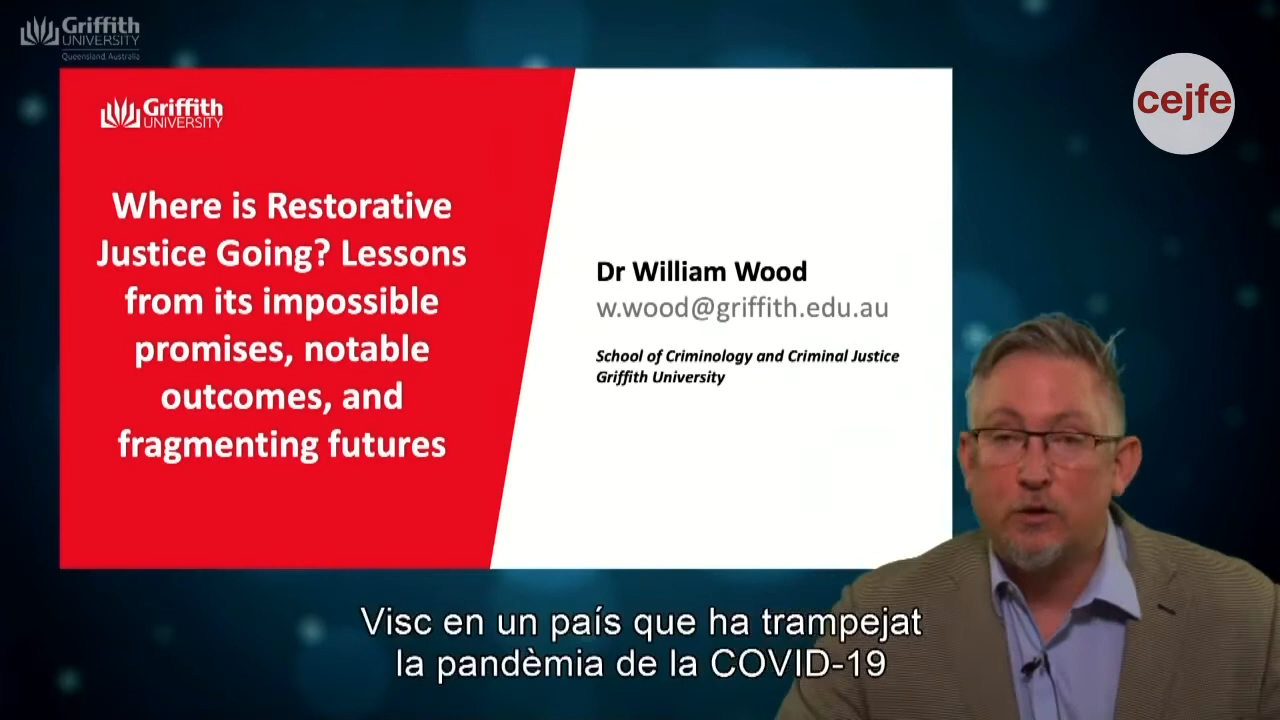 Griffith
UNIVERSITY
Queensland Australia
cejfe
Griffith
UNIVERSITY
Where is Restorative
Justice Going? Lessons
from its impossible
promises, notable
outcomes, and
fragmenting futures
Dr William Wood
w.wood@griffith.edu.au
School of Criminology and Criminal Justice
Griffith University
Visc en un país que ha trampejat
la pandèmia de la COVID-19